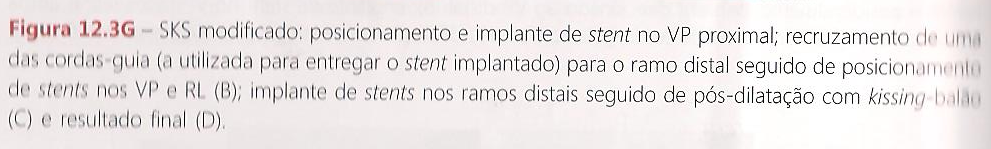 Figura 12.3G – SKS modificado: posicionamento e implante de stent no VP proximal; recruzamento de uma
das cordas-guia (a utilizada para entregar o stent implantado) para o ramo distal seguido de posicionamento
de stents nos VP e RL (B); implante de stents nos ramos distais seguido de pós-dilatação com kissing-balão
(C) e resultado final (D).